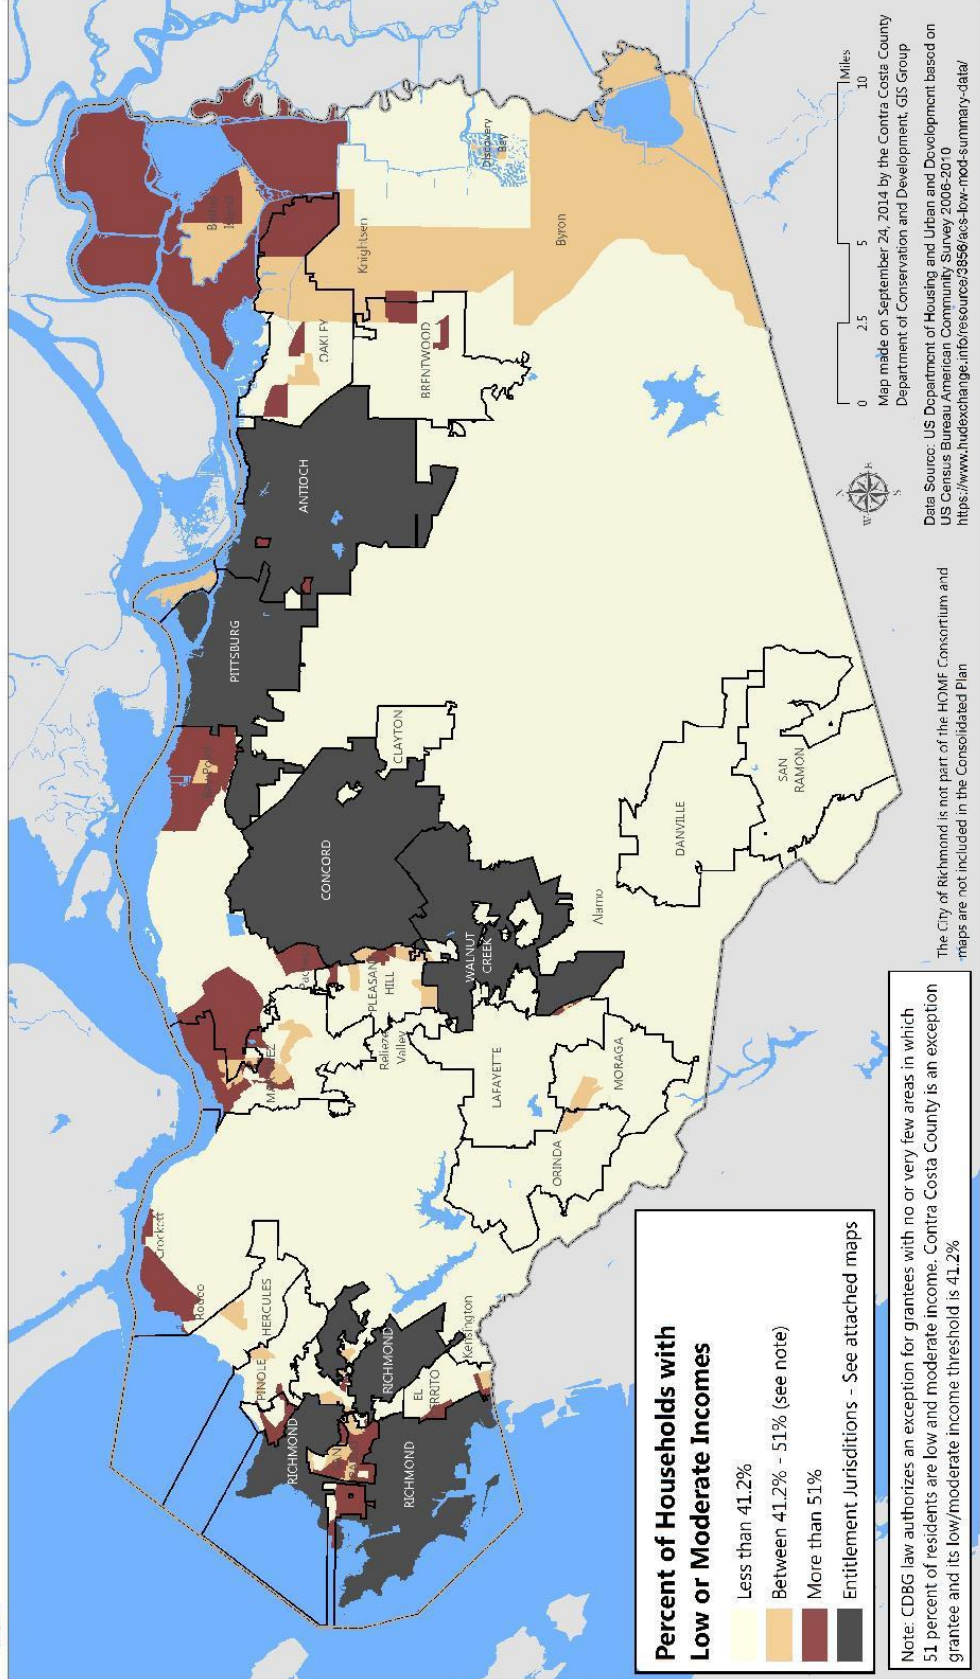 Crockett
Rodeo
HERCULES
PINOLE
RICHMOND
RICHMOND
RICHMOND
EL
Kensington
Bay Point
PITTSBURG
ANTIOCH
OAKLEY
Bethel
Island
Knightsen
BRENTWOOD
Discovery
Bay
Byron
CONCORD
CLAYTON
Pacheco
PLEASANT
HILL
Reliez
Valley
WALNUT
CREEK
LAFAYETTE
ORINDA
MORAGA
Alamo
DANVILLE
SAN
RAMON
N
W
E
S
0
2.5
5
10
Miles
Percent of Households with
Low or Moderate Incomes
Less than 41.2%
Between 41.2% - 51% (see note)
More than 51%
Entitlement Jurisdictions - See attached maps
Note: CDBG law authorizes an exception for grantees with no or very few areas in which
51 percent of residents are low and moderate income. Contra Costa County is an exception
grantee and its low/moderate income threshold is 41.2%
The City of Richmond is not part of the HOME Consortium and
maps are not included in the Consolidated Plan
Map made on September 24, 2014 by the Contra Costa County
Department of Conservation and Development, GIS Group
Data Source: US Department of Housing and Urban and Development based on
US Census Bureau American Community Survey 2006-2010
https://www.hudexchange.info/resource/3856/acs-low-mod-summary-data/